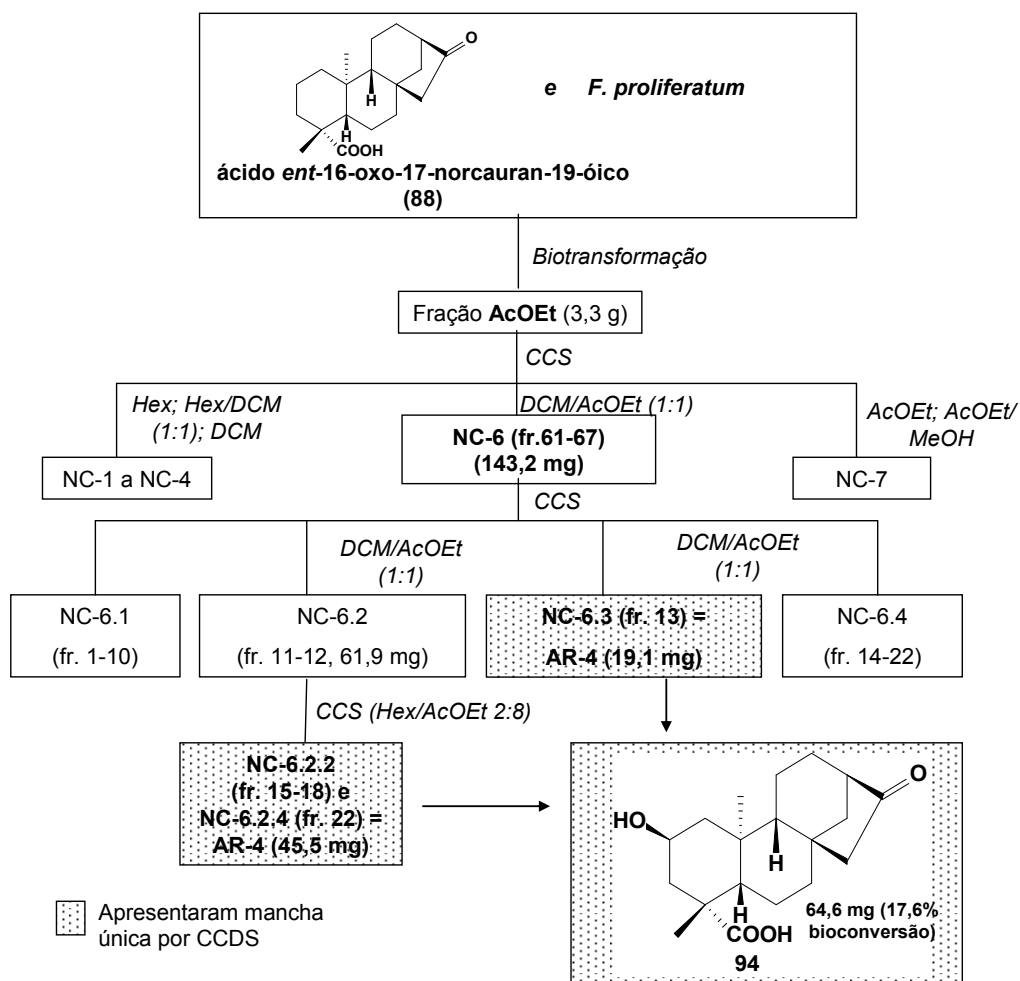 O
H
H
COOH
e F. proliferatum
ácido ent-16-oxo-17-norcauran-19-óico
(88)
Biotransformação
Fração AcOEt (3,3 g)
CCS
Hex; Hex/DCM
(1:1); DCM
DCM/AcOEt (1:1)
AcOEt; AcOEt/
MeOH
NC-1 a NC-4
NC-6 (fr.61-67)
(143,2 mg)
NC-7
CCS
DCM/AcOEt
(1:1)
DCM/AcOEt
(1:1)
NC-6.1
(fr. 1-10)
NC-6.2
(fr. 11-12, 61,9 mg)
NC-6.3 (fr. 13) =
AR-4 (19,1 mg)
NC-6.4
(fr. 14-22)
CCS (Hex/AcOEt 2:8)
NC-6.2.2
(fr. 15-18) e
NC-6.2.4 (fr. 22) =
AR-4 (45,5 mg)
O
HO
H
H
COOH
64,6 mg (17,6%
bioconversão)
94
Apresentaram mancha
única por CCDS